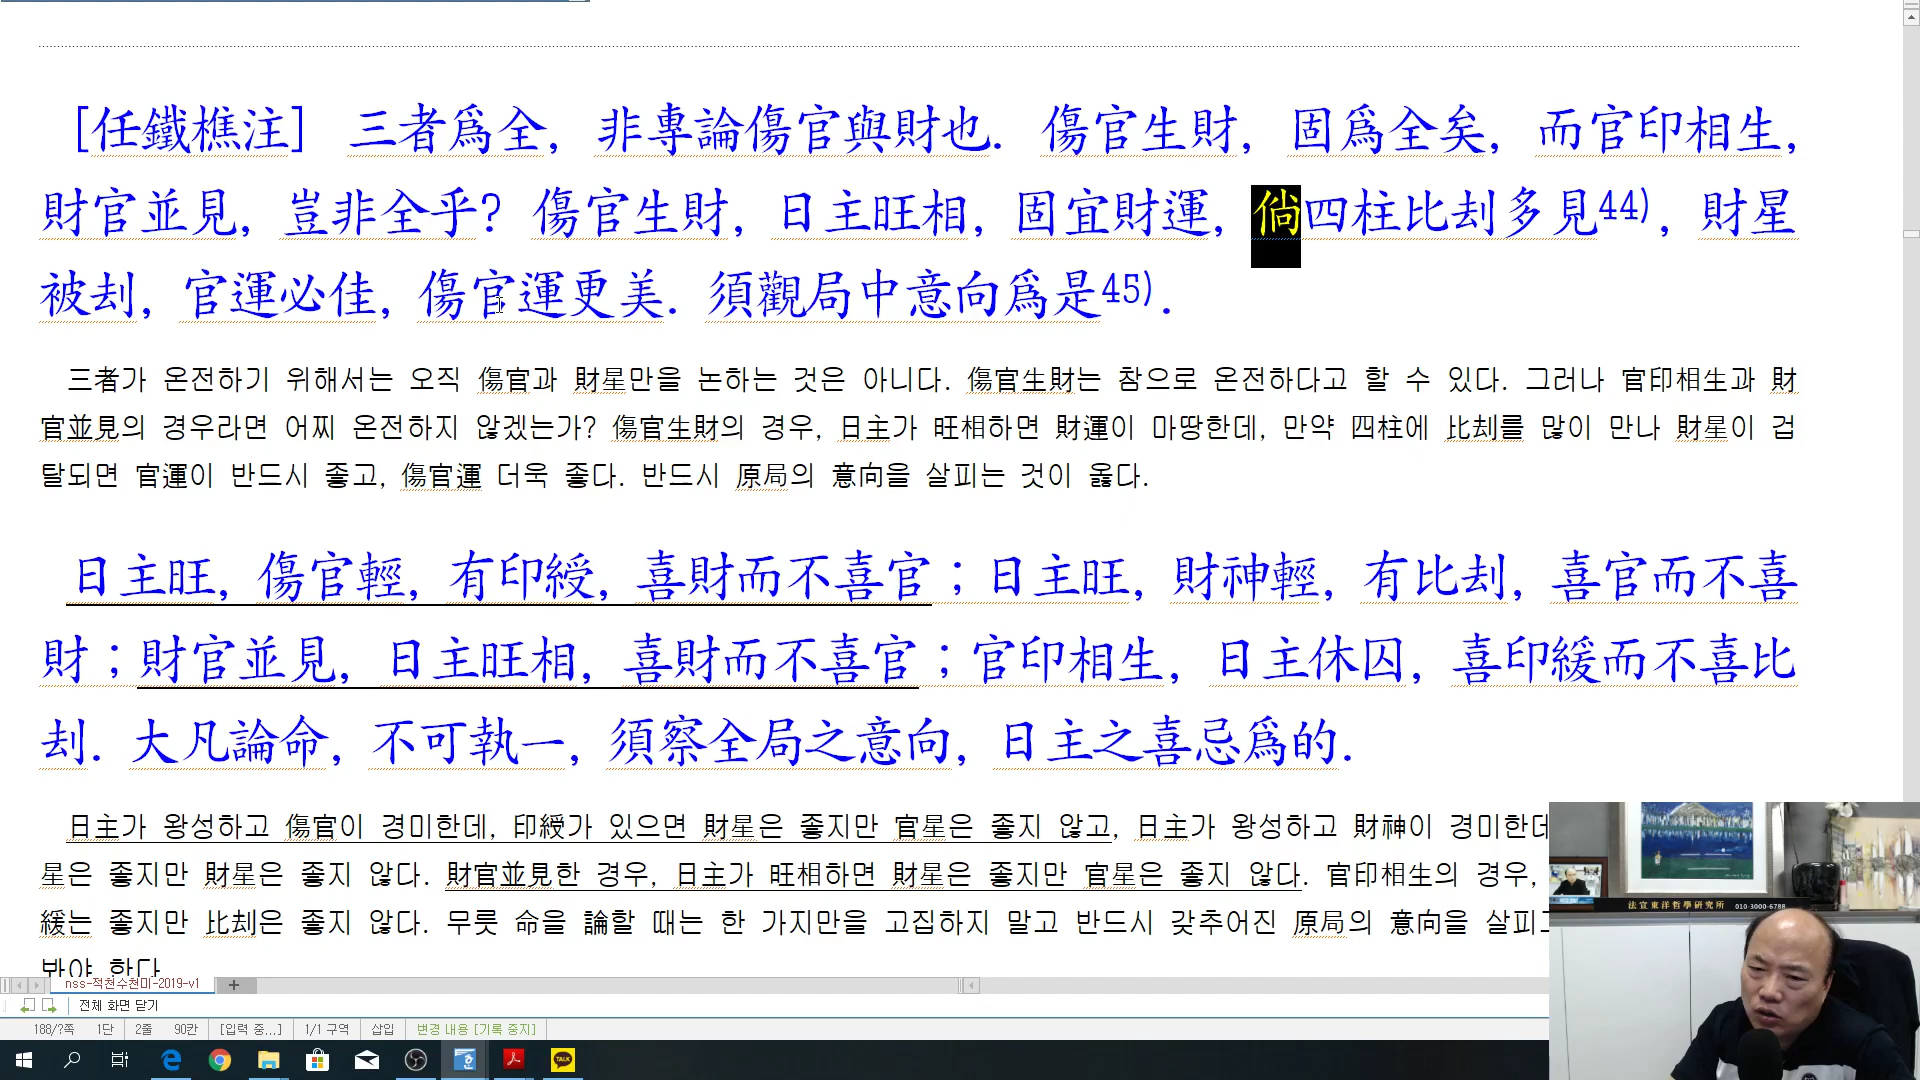 [任鐵樵注] 三者爲全, 非專論傷官與財也. 傷官生財, 固爲全矣, 而官印相生,
財官並見, 豈非全乎? 傷官生財, 日主旺相, 固宜財運, 倘四柱比刦多見44), 財星
被刦, 官運必佳, 傷官運更美. 須觀局中意向爲是45).
三者가 온전하기 위해서는 오직 傷官과 財星만을 논하는 것은 아니다. 傷官生財는 참으로 온전하다고 할 수 있다. 그러나 官印相生과 財
官並見의 경우라면 어찌 온전하지 않겠는가? 傷官生財의 경우, 日主가 旺相하면 財運이 마땅한데, 만약 四柱에 比刦를 많이 만나 財星이 겁
탈되면 官運이 반드시 좋고, 傷官運 더욱 좋다. 반드시 原局의 意向을 살피는 것이 옳다.
日主旺, 傷官輕, 有印綬, 喜財而不喜官;日主旺, 財神輕, 有比刦, 喜官而不喜
財;財官並見, 日主旺相, 喜財而不喜官;官印相生, 日主休囚, 喜印緩而不喜比
刦. 大凡論命, 不可執一, 須察全局之意向, 日主之喜忌爲的.
日主가 왕성하고 傷官이 경미한데, 印綬가 있으면 財星은 좋지만 官星은 좋지 않고, 日主가 왕성하고 財神이 경미한데
星은 좋지만 財星은 좋지 않다. 財官並見한 경우, 日主가 旺相하면 財星은 좋지만 官星은 좋지 않다. 官印相生의 경우,
緩는 좋지만 比刦은 좋지 않다. 무릇 命을 論할 때는 한 가지만을 고집하지 말고 반드시 갖추어진 原局의 意向을 살피고
봐야 한다
法宣東洋哲學硏究所 010-3000-6788
nss-적천수천미-2019-v1
전체 화면 닫기
188/?쪽 1단 2줄 90칸 [입력 중...] 1/1 구역 삽입 변경 내용 [기록 중지]
TALK